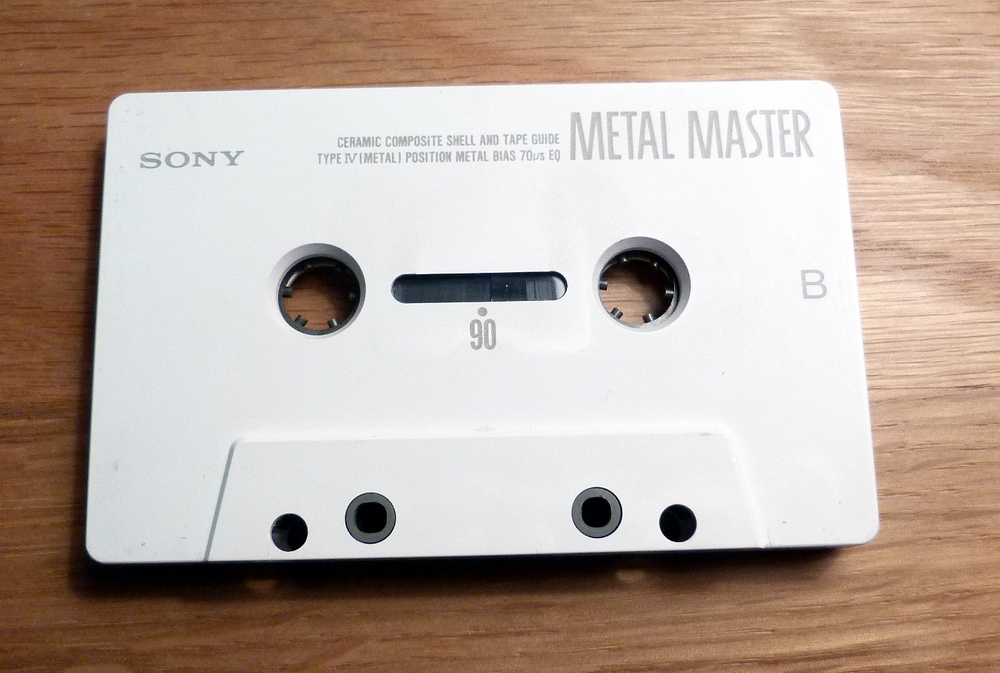 SONY
CERAMIC COMPOSITE SHELL AND TAPE GUIDE
TYPE IV (METAL) POSITION METAL BIAS 70µs EQ
METAL MASTER
B
90